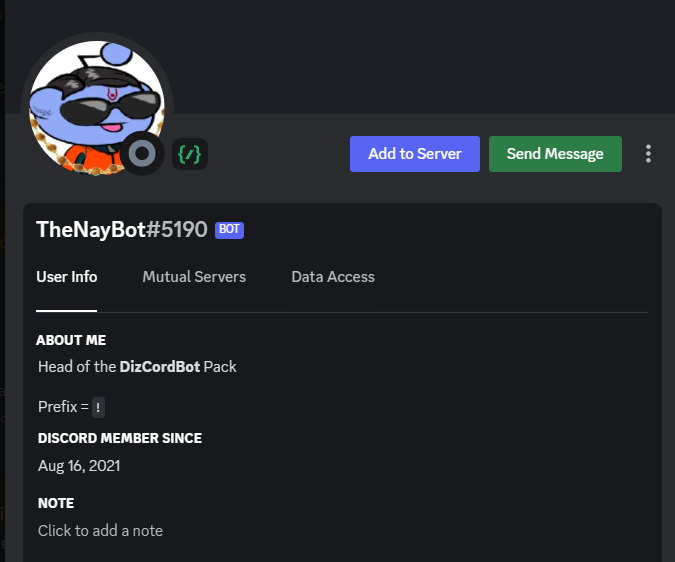 Add to Server
Send Message
TheNayBot#5190 BOT
User Info Mutual Servers Data Access
ABOUT ME
Head of the DizCordBot Pack
Prefix = !
DISCORD MEMBER SINCE
Aug 16, 2021
NOTE
Click to add a note